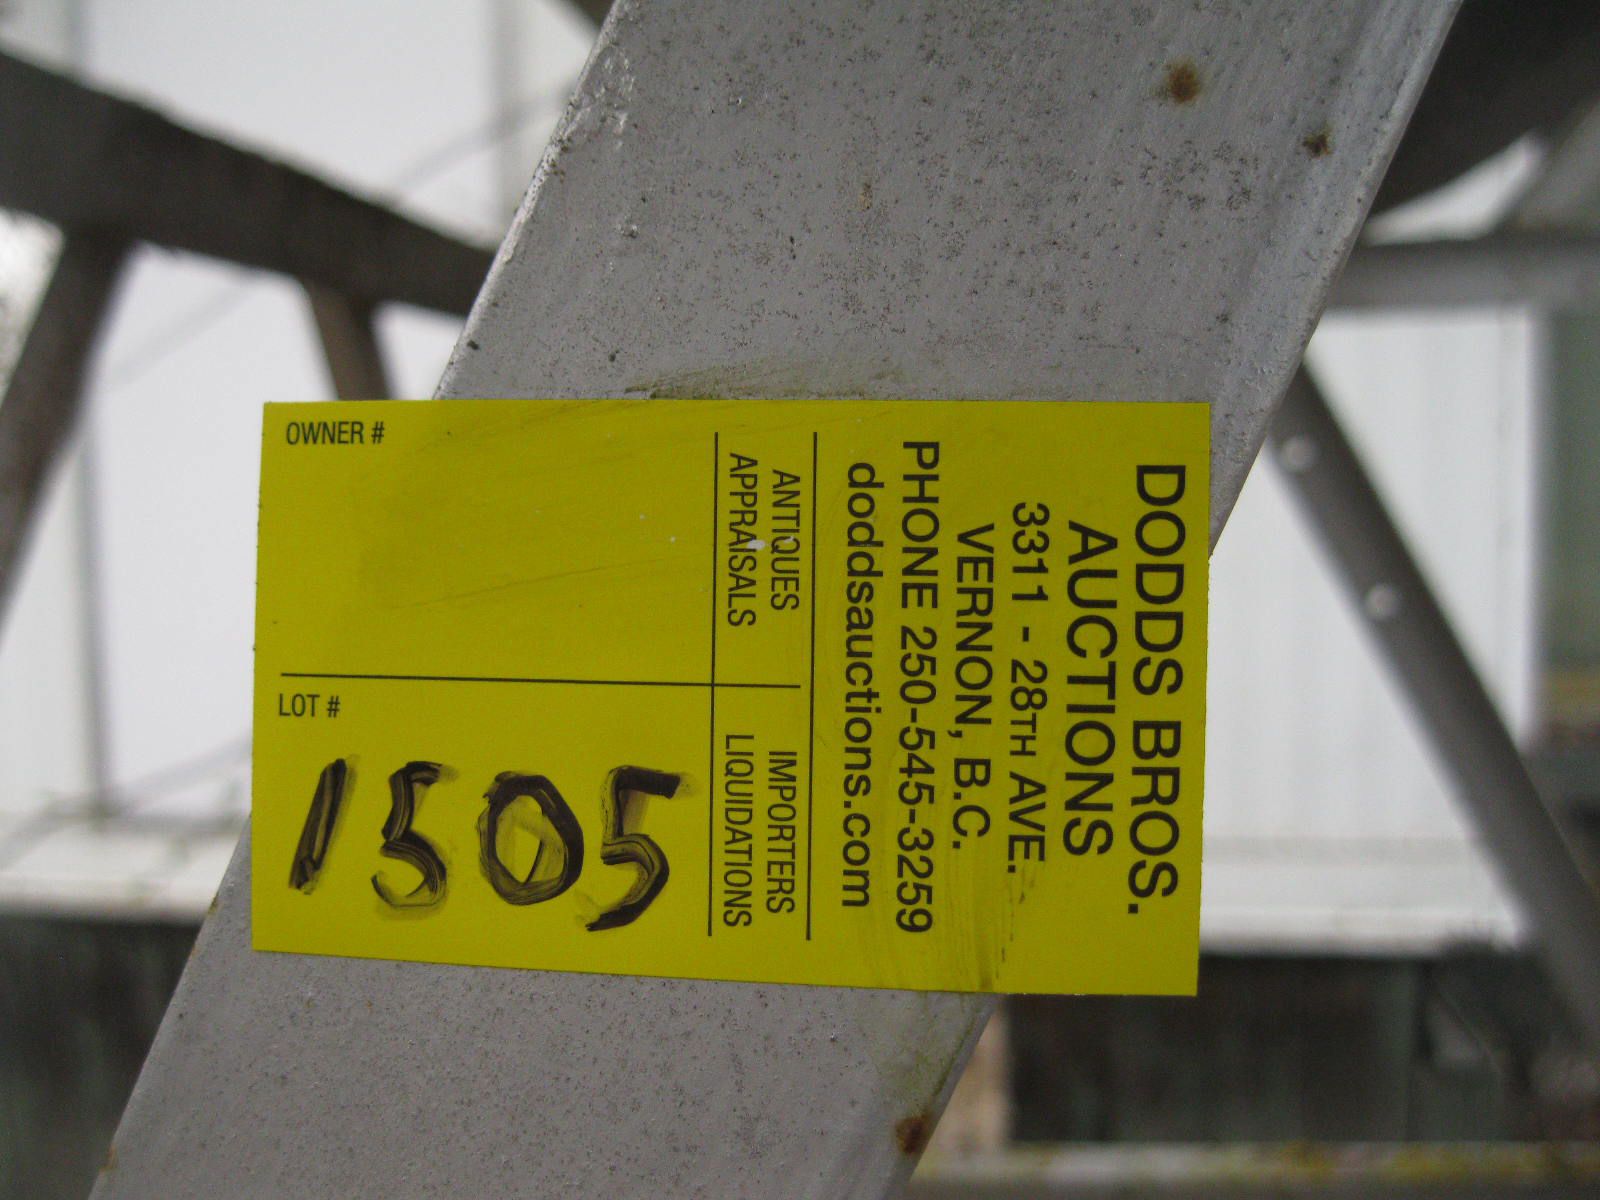 DODDS BROS.
AUCTIONS
3311 - 28TH AVE.
VERNON, B.C.
PHONE 250-545-3259
doddsauctions.com
ANTIQUES
APPRAISALS
IMPORTERS
LIQUIDATIONS
OWNER #
LOT #
1505